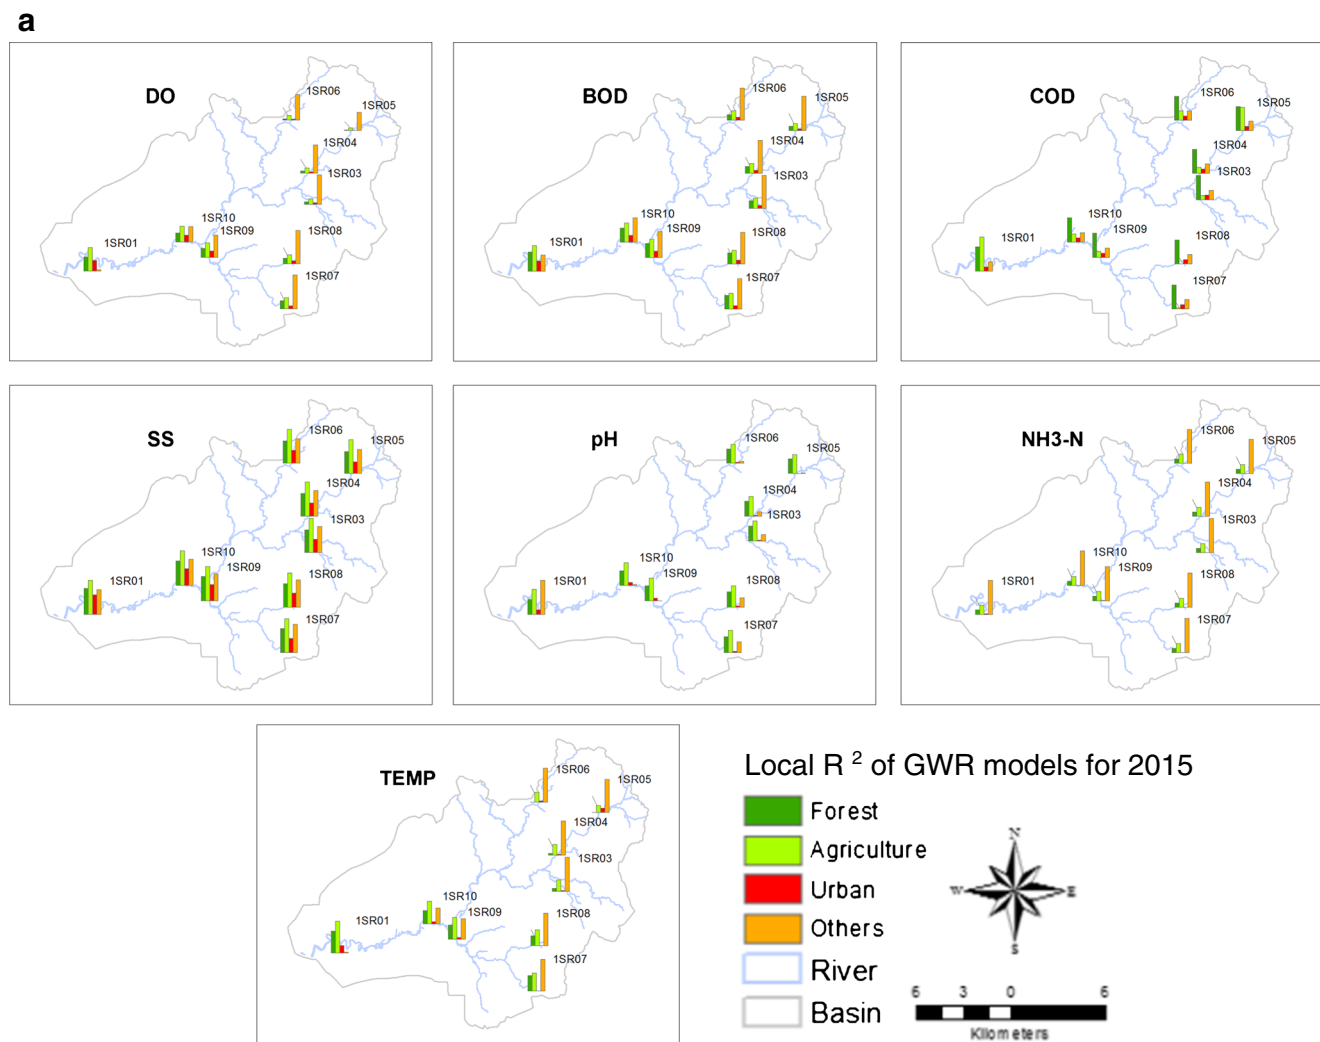 a
DO
1SR06
1SR05
1SR04
1SR03
1SR10
1SR09
1SR08
1SR01
1SR07
BOD
1SR06
1SR05
1SR04
1SR03
1SR10
1SR09
1SR08
1SR01
1SR07
COD
1SR06
1SR05
1SR04
1SR03
1SR10
1SR09
1SR08
1SR01
1SR07
SS
1SR06
1SR05
1SR04
1SR03
1SR10
1SR09
1SR08
1SR01
1SR07
pH
1SR06
1SR05
1SR04
1SR03
1SR10
1SR09
1SR08
1SR01
1SR07
NH3-N
1SR06
1SR05
1SR04
1SR03
1SR10
1SR09
1SR08
1SR01
1SR07
TEMP
1SR06
1SR05
1SR04
1SR03
1SR10
1SR09
1SR08
1SR01
1SR07
Local R 2 of GWR models for 2015
Forest
Agriculture
Urban
Others
River
Basin
N
W E
S
6 3 0 6
Kilometers